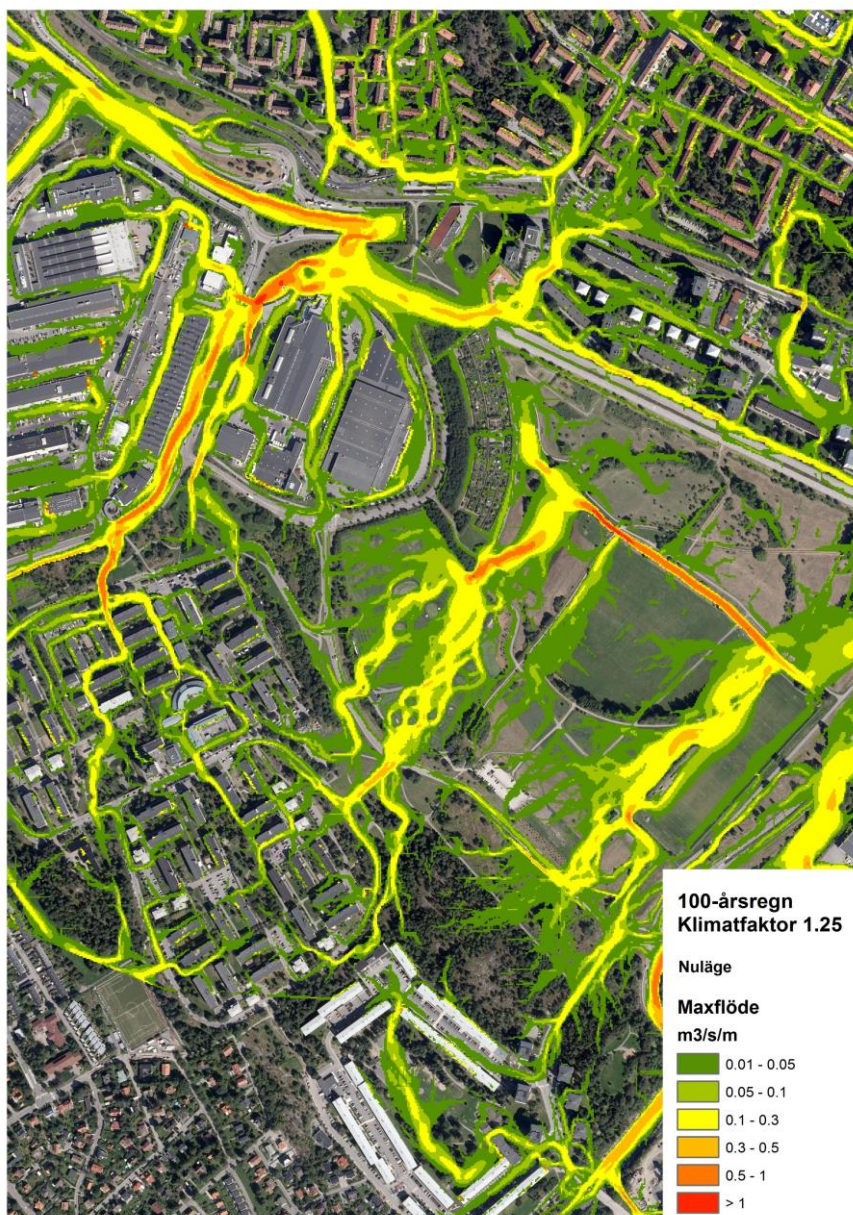 100-årsregn
Klimatfaktor 1.25
Nuläge
Maxflöde
m3/s/m
0.01 - 0.05
0.05 - 0.1
0.1 - 0.3
0.3 - 0.5
0.5 - 1
> 1